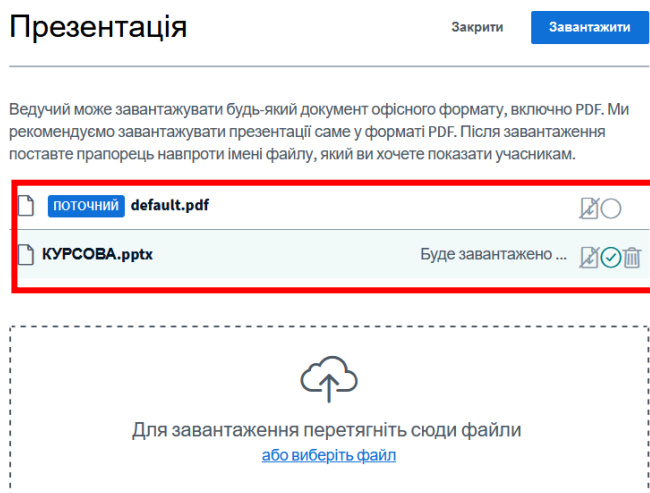 Презентація
Закрити
Завантажити
Ведучий може завантажувати будь-який документ офісного формату, включно PDF. Ми
рекомендуємо завантажувати презентації саме у форматі PDF. Після завантаження
поставте прапорець навпроти імені файлу, який ви хочете показати учасникам.
ПОТОЧНИЙ default.pdf
КУРСОВА.pptx Буде завантажено ...
Для завантаження перетягніть сюди файли
або виберіть файл